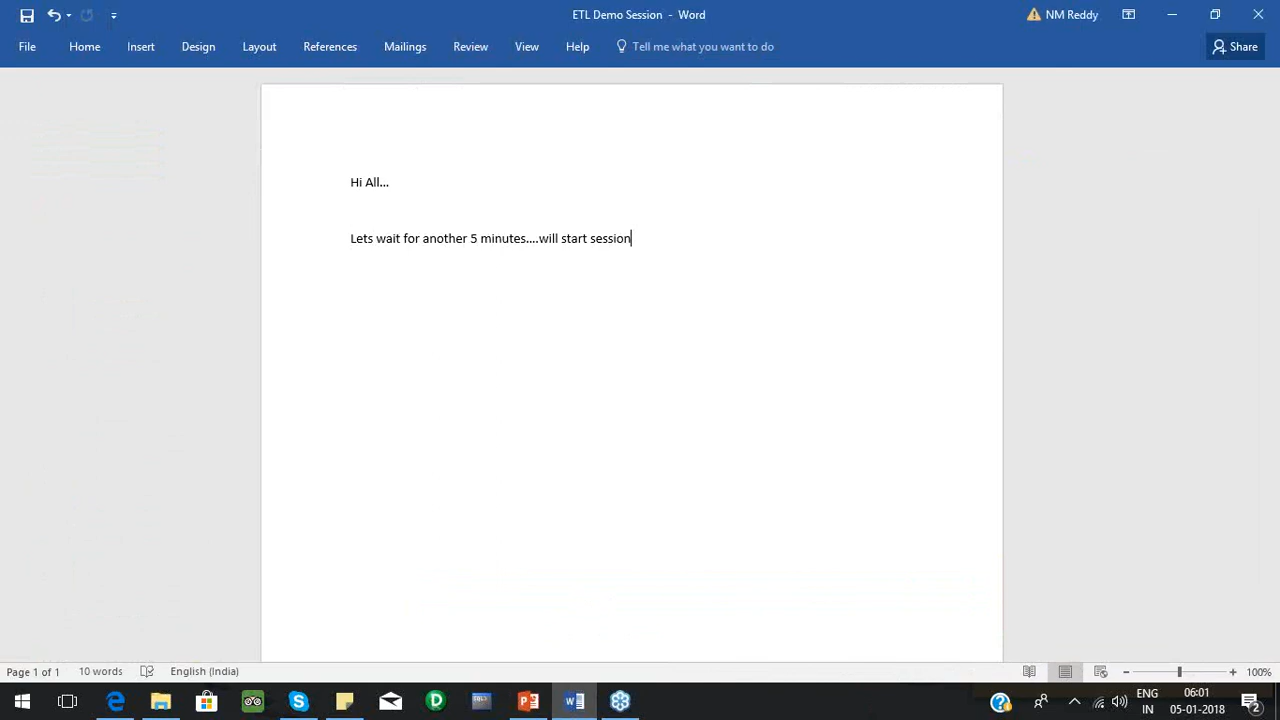 ETL Demo Session - Word
NM Reddy
File Home Insert Design Layout References Mailings Review View Help Tell me what you want to do Share
Hi All...
Lets wait for another 5 minutes....will start session
Page 1 of 1 10 words English (India) 100%
ENG 06:01
IN 05-01-2018 2